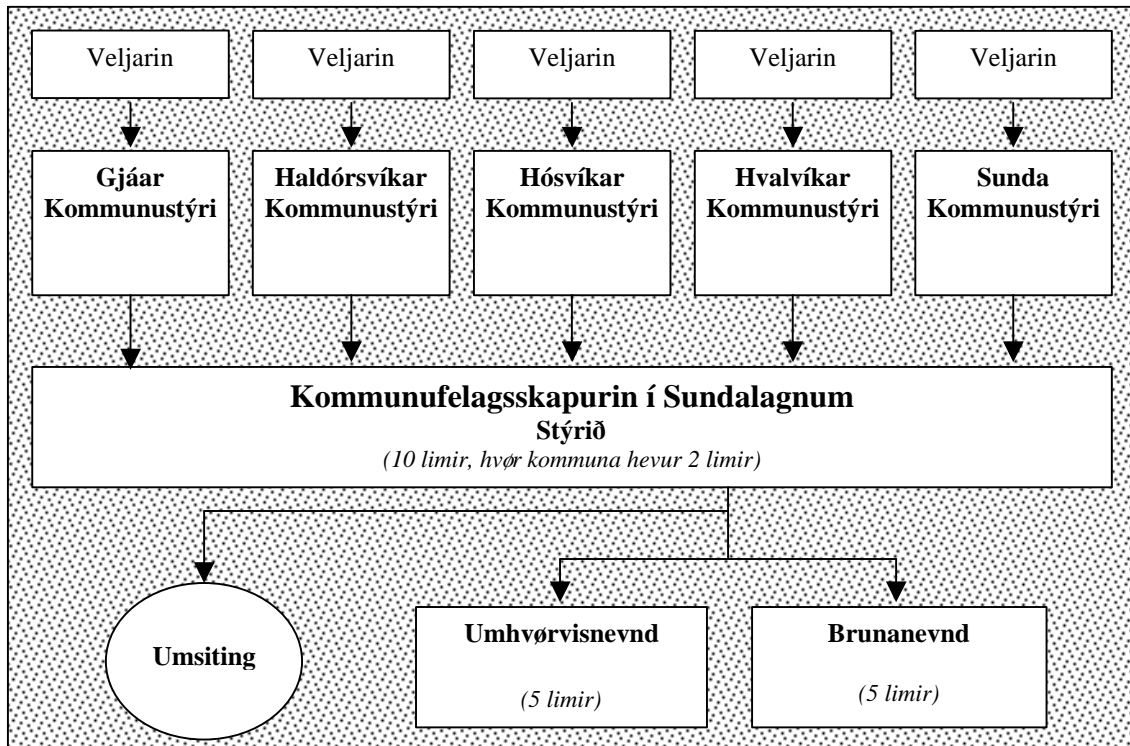 Veljarin
Veljarin
Veljarin
Veljarin
Veljarin
Gjáar
Kommunustýri
Haldórsvíkar
Kommunustýri
Hósvíkar
Kommunustýri
Hvalvíkar
Kommunustýri
Sunda
Kommunustýri
Kommunufelagsskapurin í Sundalagnum
Stýrið
(10 limir, hvør kommuna hevur 2 limir)
Umsiting
Umhvørvisnevnd
(5 limir)
Brunanevnd
(5 limir)